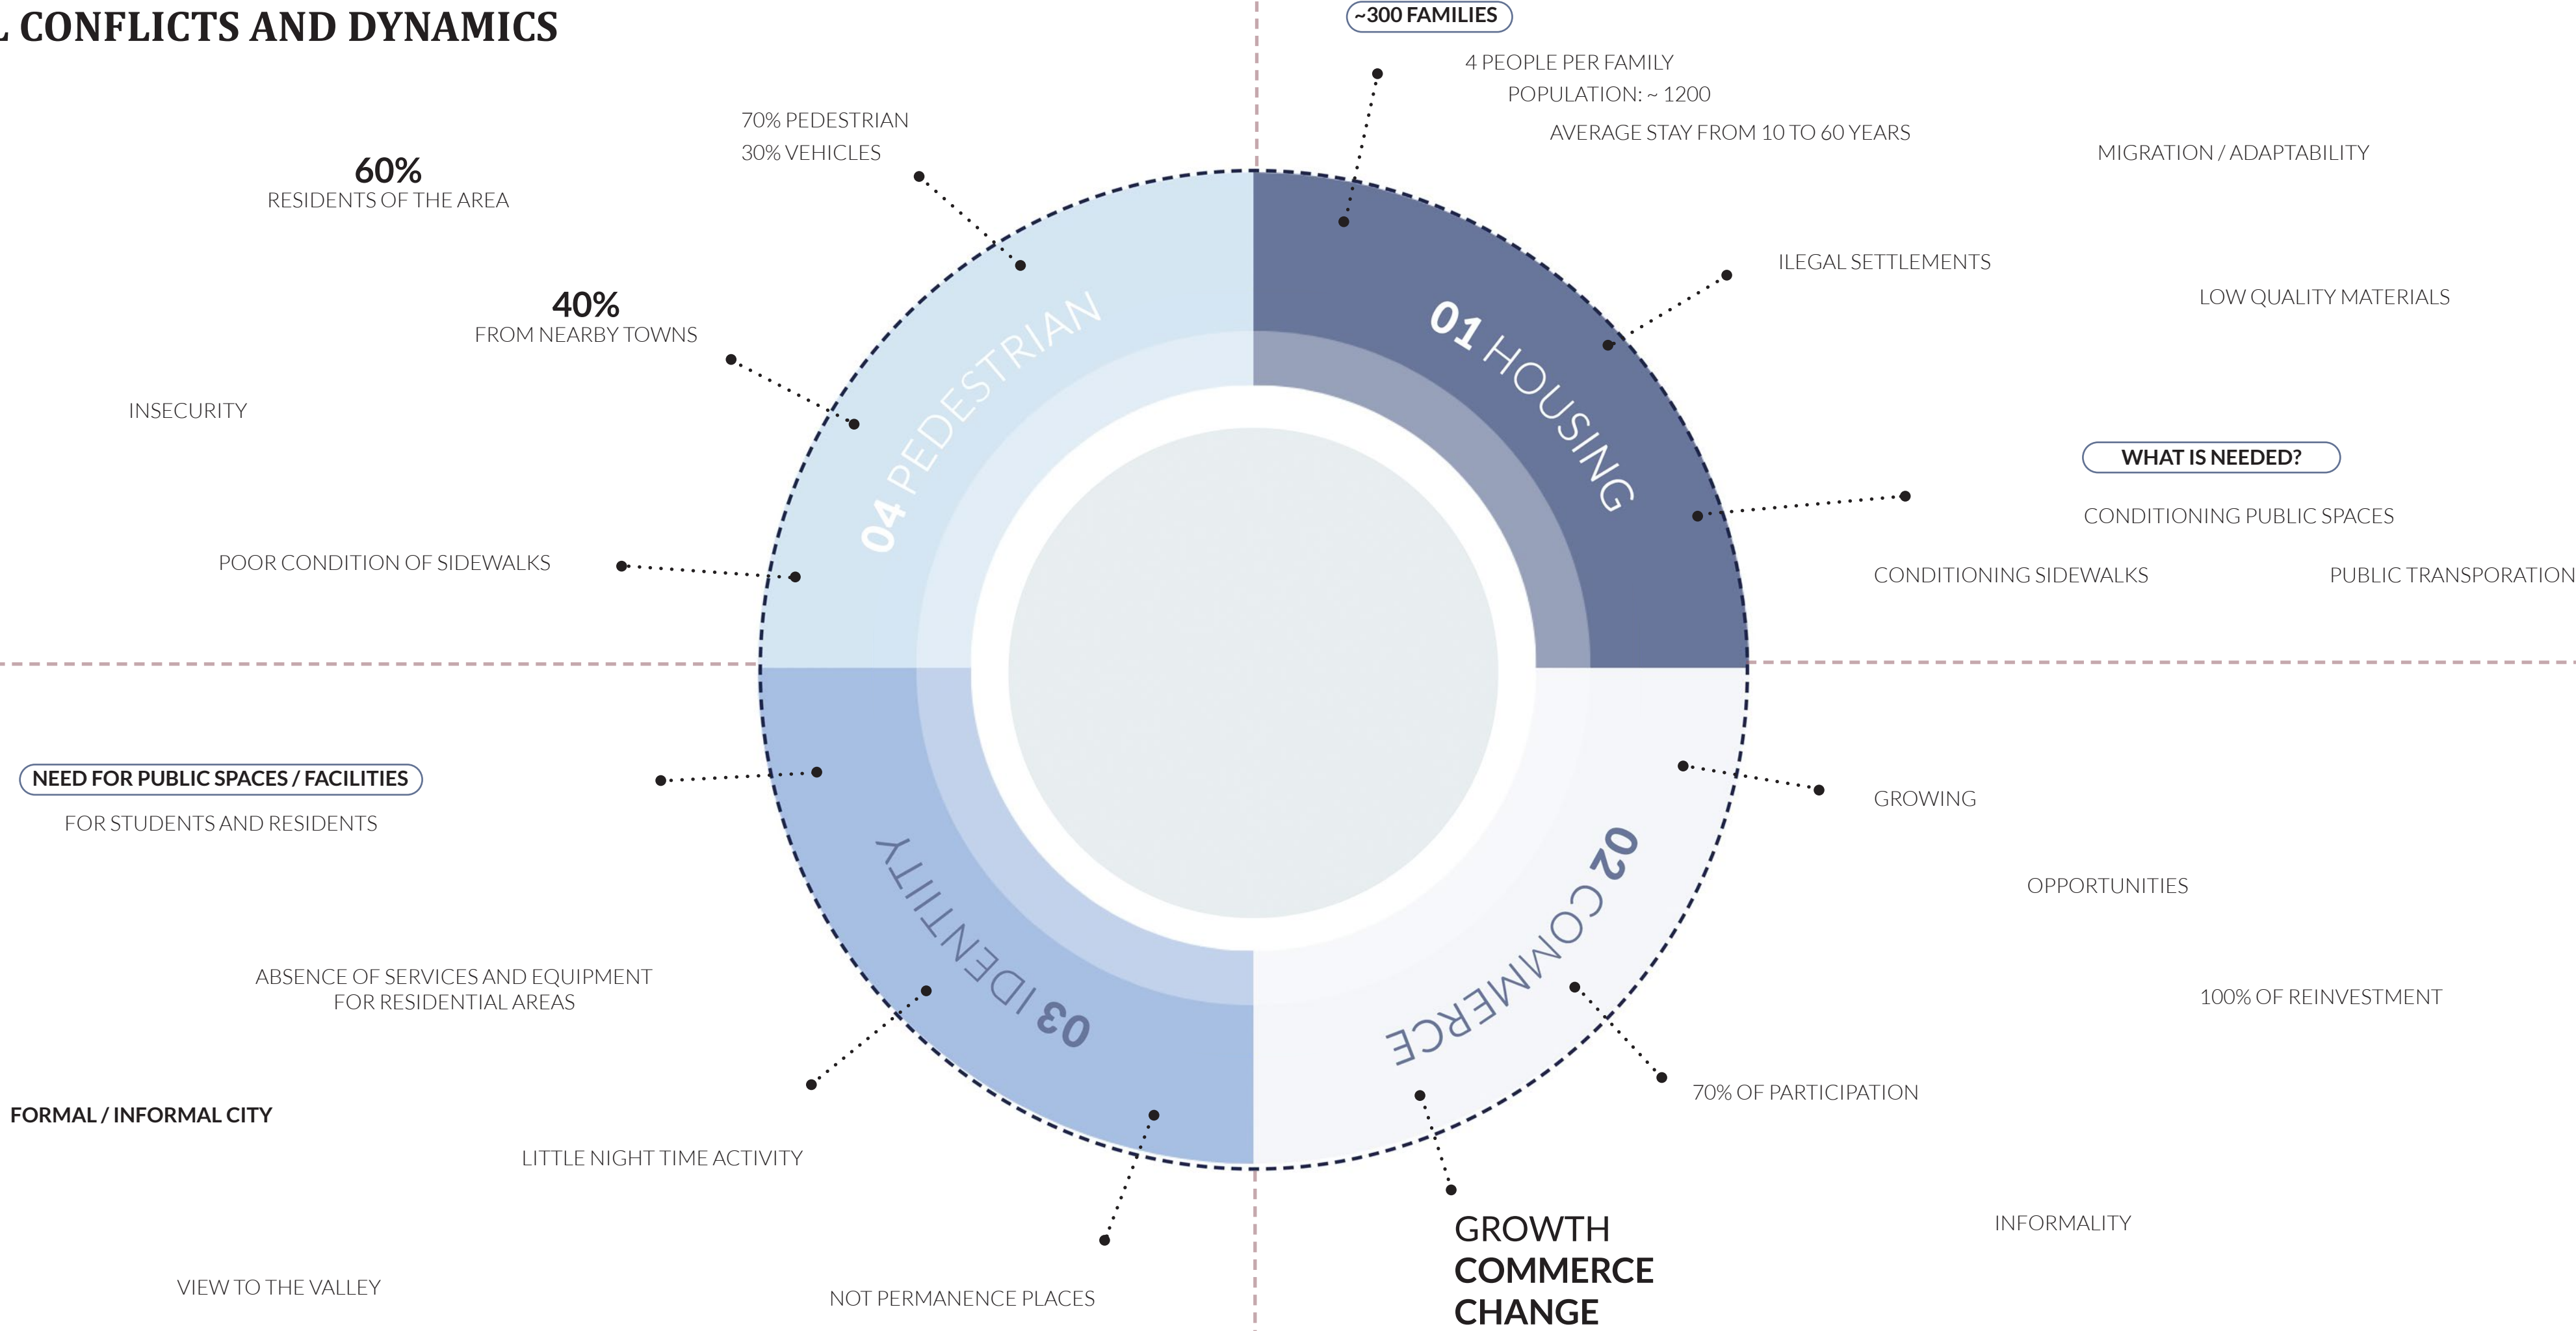 CONFLICTS AND DYNAMICS
~300 FAMILIES
4 PEOPLE PER FAMILY
POPULATION: ~ 1200
AVERAGE STAY FROM 10 TO 60 YEARS
MIGRATION / ADAPTABILITY
ILEGAL SETTLEMENTS
LOW QUALITY MATERIALS
WHAT IS NEEDED?
CONDITIONING PUBLIC SPACES
CONDITIONING SIDEWALKS
PUBLIC TRANSPORATION
01 HOUSING
70% PEDESTRIAN
30% VEHICLES
60%
RESIDENTS OF THE AREA
40%
FROM NEARBY TOWNS
INSECURITY
POOR CONDITION OF SIDEWALKS
04 PEDESTRIAN
02 COMMERCE
GROWING
OPPORTUNITIES
100% OF REINVESTMENT
70% OF PARTICIPATION
INFORMALITY
GROWTH
COMMERCE
CHANGE
03 IDENTIITY
NEED FOR PUBLIC SPACES / FACILITIES
FOR STUDENTS AND RESIDENTS
ABSENCE OF SERVICES AND EQUIPMENT
FOR RESIDENTIAL AREAS
FORMAL / INFORMAL CITY
LITTLE NIGHT TIME ACTIVITY
VIEW TO THE VALLEY
NOT PERMANENCE PLACES